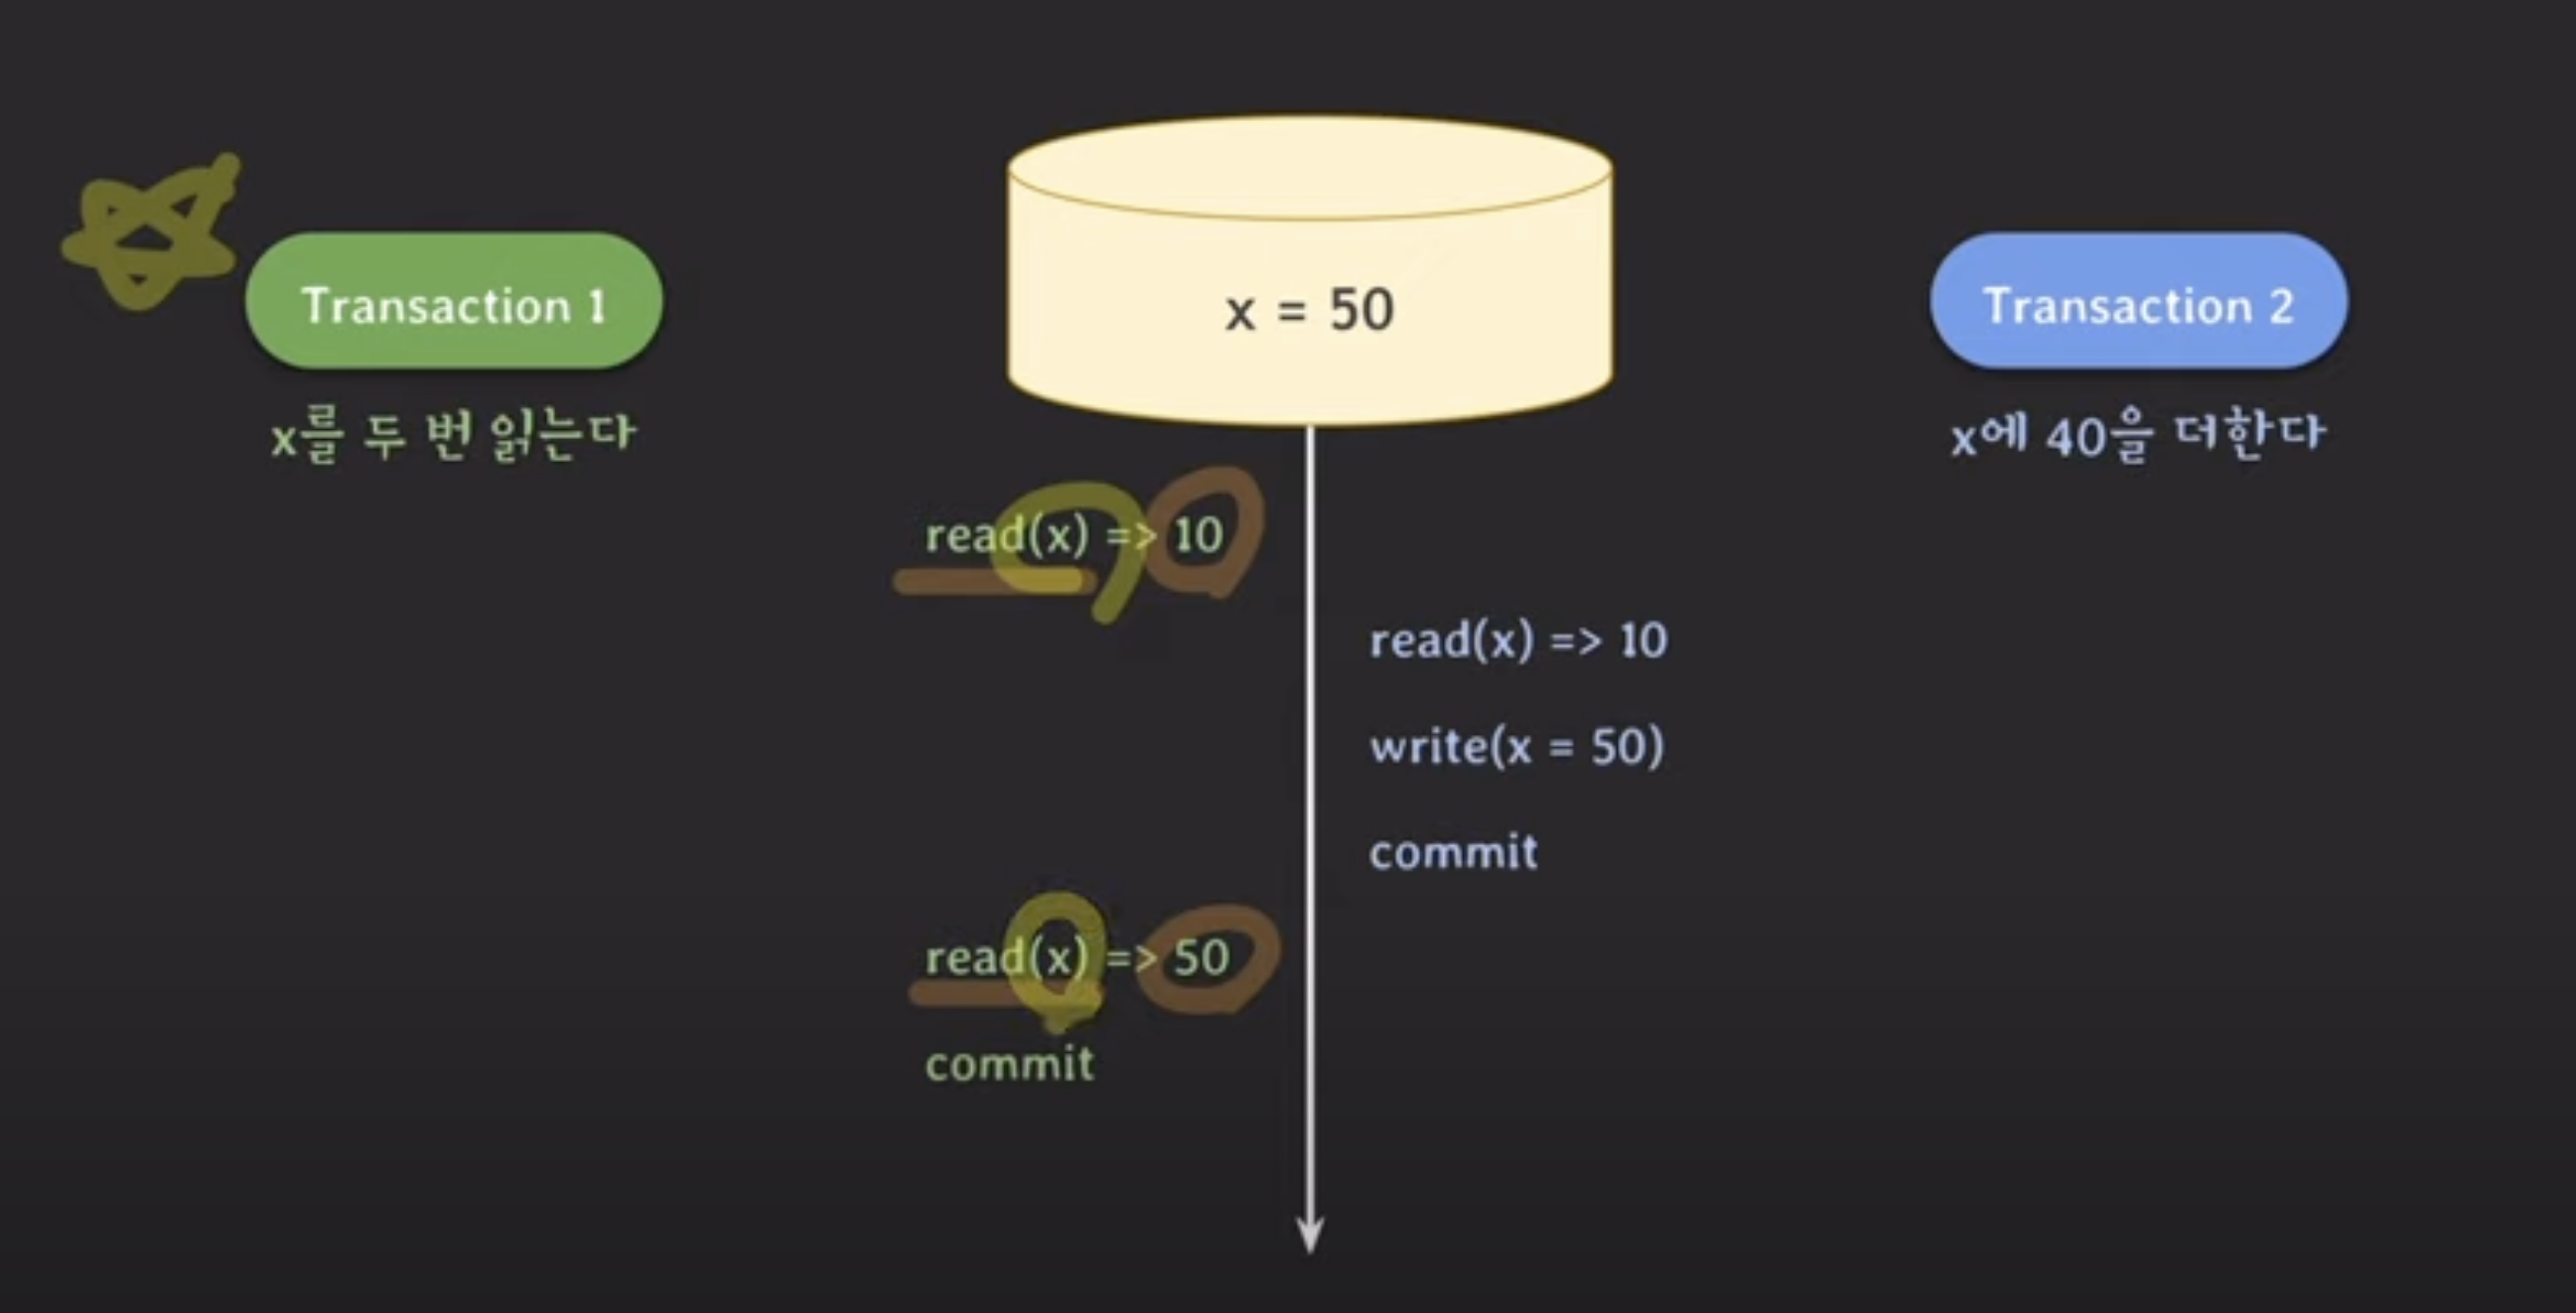 Transaction 1
x = 50
Transaction 2
x를 두 번 읽는다
x에 40을 더한다
read(x) => 10
read(x) => 10
write(x = 50)
commit
read(x) => 50
commit